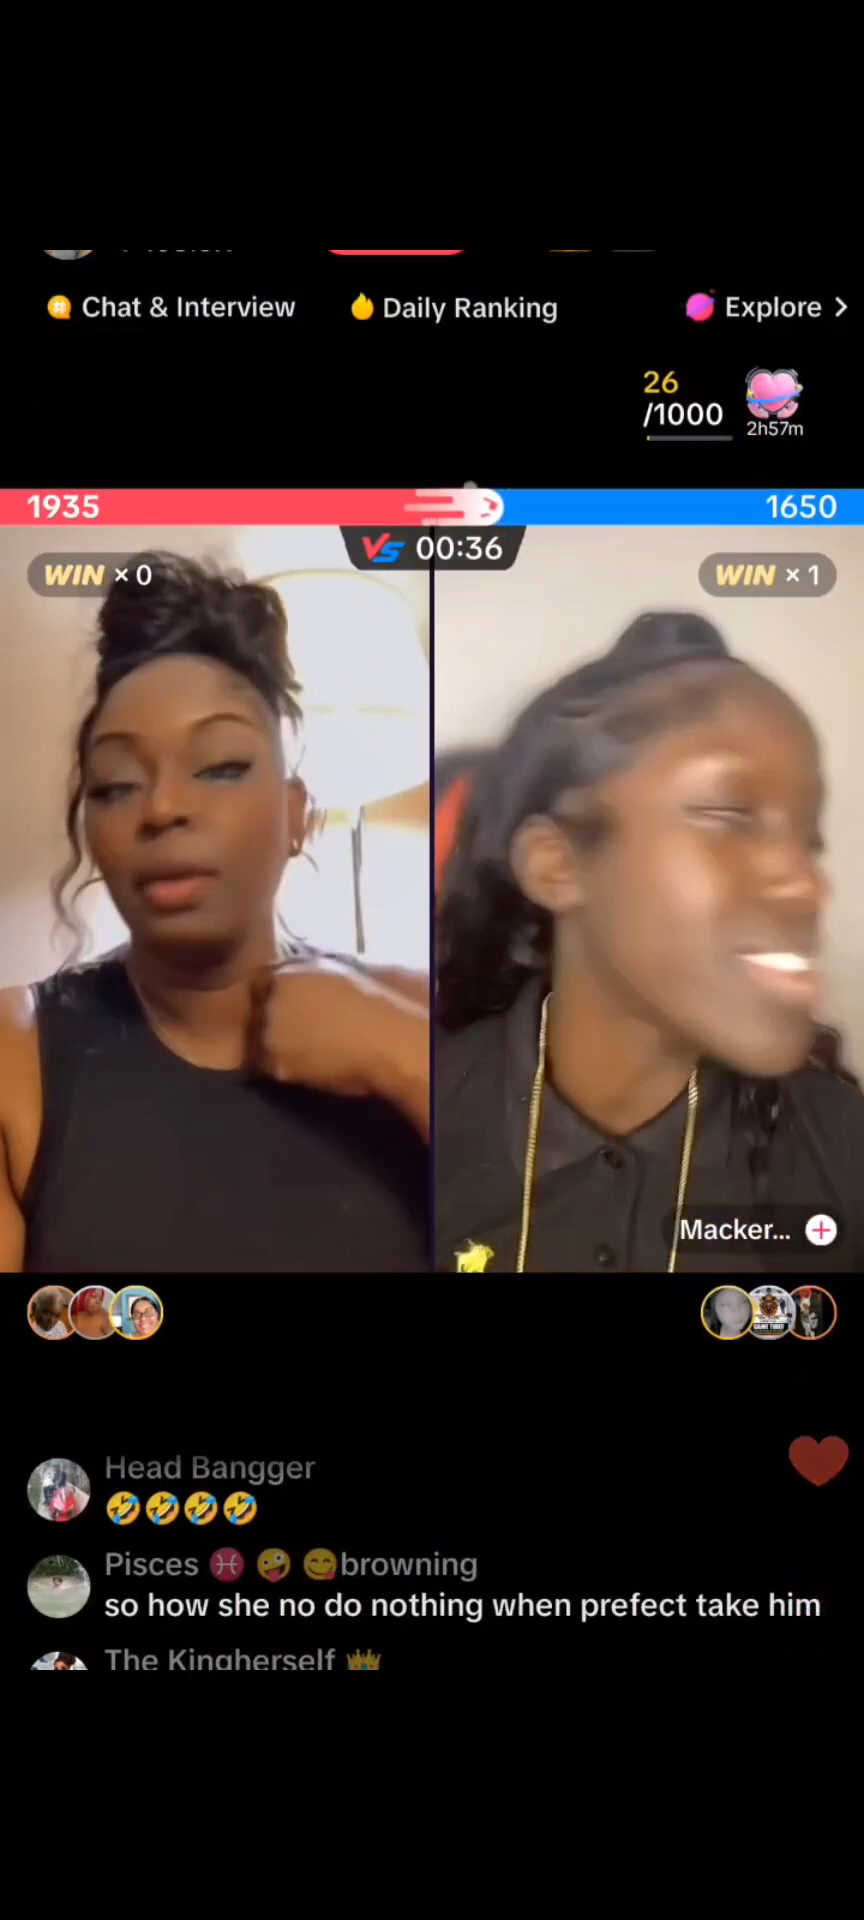 Chat & Interview
Daily Ranking
Explore >
26
/1000
2h57m
1935
1650
VS 00:36
WIN × 0
WIN × 1
Macker...
Head Bangger
🤣🤣🤣🤣
Pisces ♓ 🤪 😋browning
so how she no do nothing when prefect take him
The Kingherself 👑